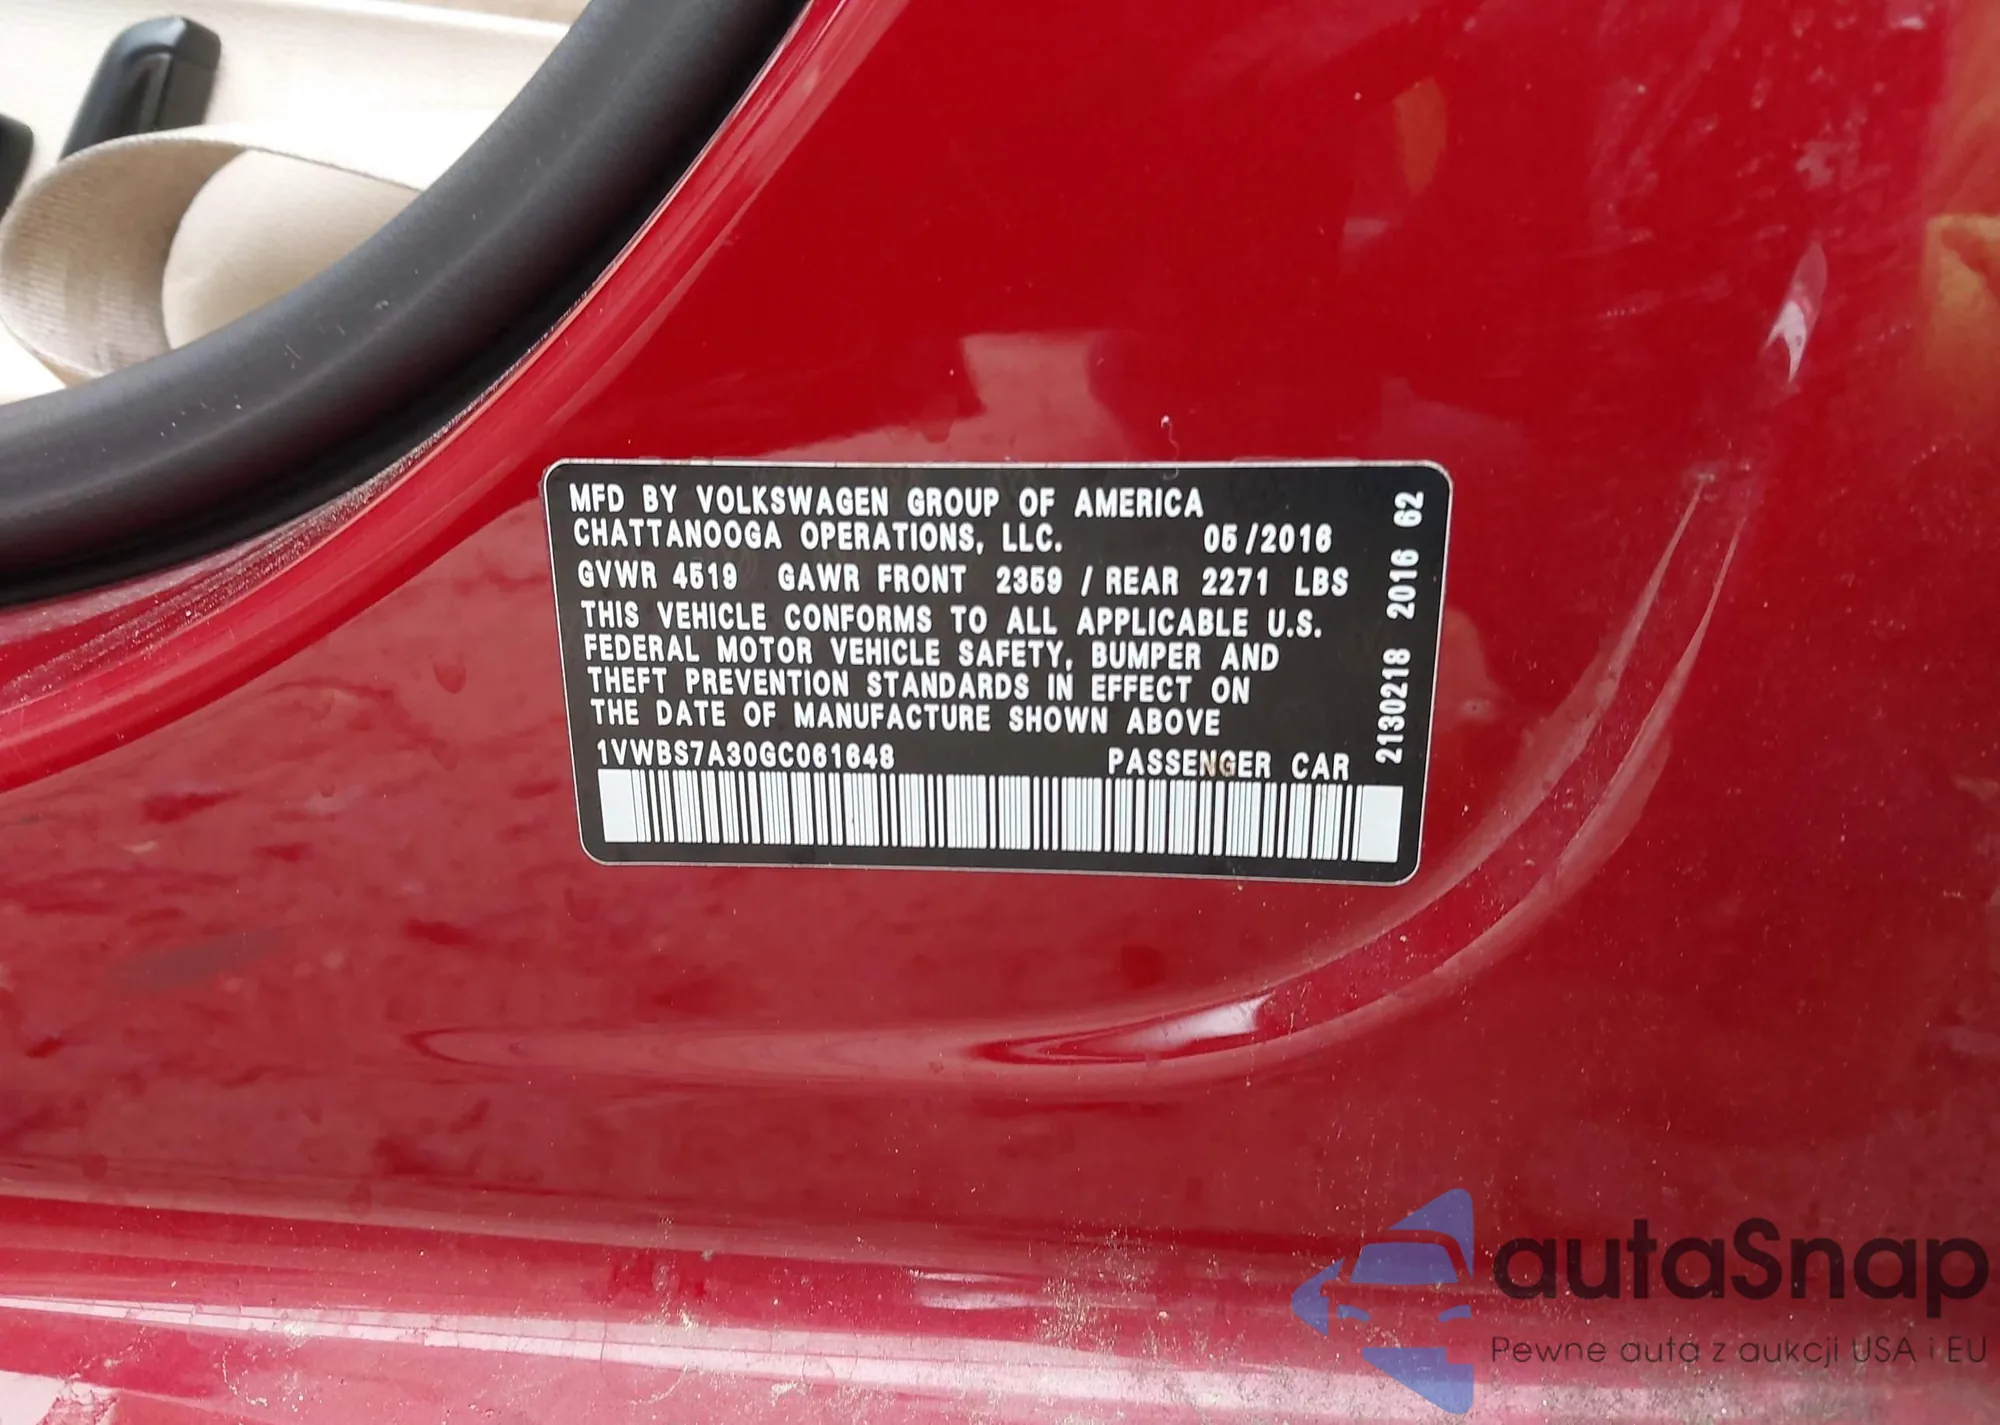 MFD BY VOLKSWAGEN GROUP OF AMERICA
CHATTANOOGA OPERATIONS, LLC. 05/2016
GVWR 4519 GAWR FRONT 2359 / REAR 2271 LBS
THIS VEHICLE CONFORMS TO ALL APPLICABLE U.S.
FEDERAL MOTOR VEHICLE SAFETY, BUMPER AND
THEFT PREVENTION STANDARDS IN EFFECT ON
THE DATE OF MANUFACTURE SHOWN ABOVE
1VWBS7A30GC061648 PASSENGER CAR
2130218 2016 62
autaSnap
Pewne auta z aukcji USA i EU